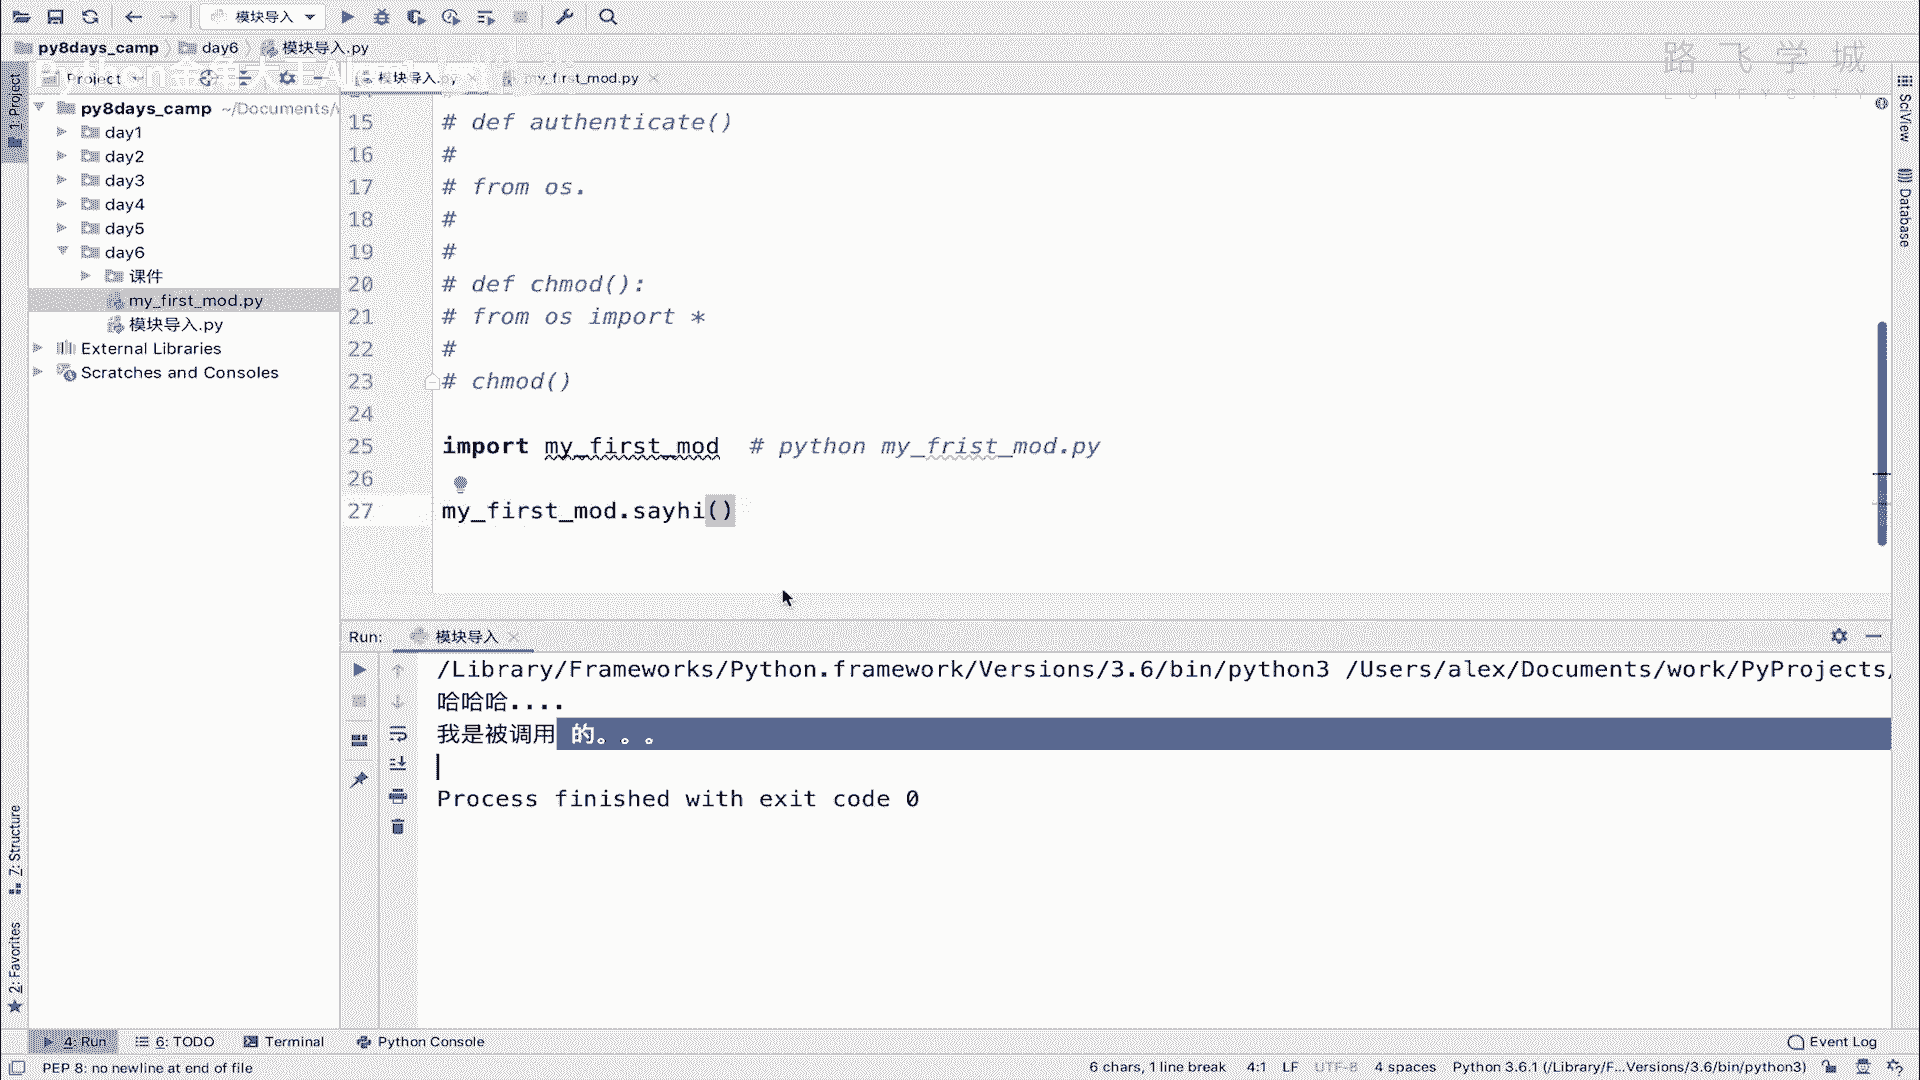 模块导入
py8days_camp day6 模块导入.py
路飞学城
LUFFYCITY
Python金角大王Alex
1: Project
Project
模块导入.py my_first_mod.py
py8days_camp ~/Documents/
day1
day2
day3
day4
day5
day6
课件
my_first_mod.py
模块导入.py
External Libraries
Scratches and Consoles
15 # def authenticate()
16 #
17 # from os.
18 #
19 #
20 # def chmod():
21 # from os import *
22 #
23 # chmod()
24
25 import my_first_mod # python my_frist_mod.py
26
27 my_first_mod.sayhi()
SciView
Database
Run: 模块导入
/Library/Frameworks/Python.framework/Versions/3.6/bin/python3 /Users/alex/Documents/work/PyProjects/
哈哈哈....
我是被调用 的。。。
Process finished with exit code 0
7: Structure
2: Favorites
4: Run 6: TODO Terminal Python Console Event Log
PEP 8: no newline at end of file 6 chars, 1 line break 4:1 LF UTF-8 4 spaces Python 3.6.1 (/Library/F...Versions/3.6/bin/python3)